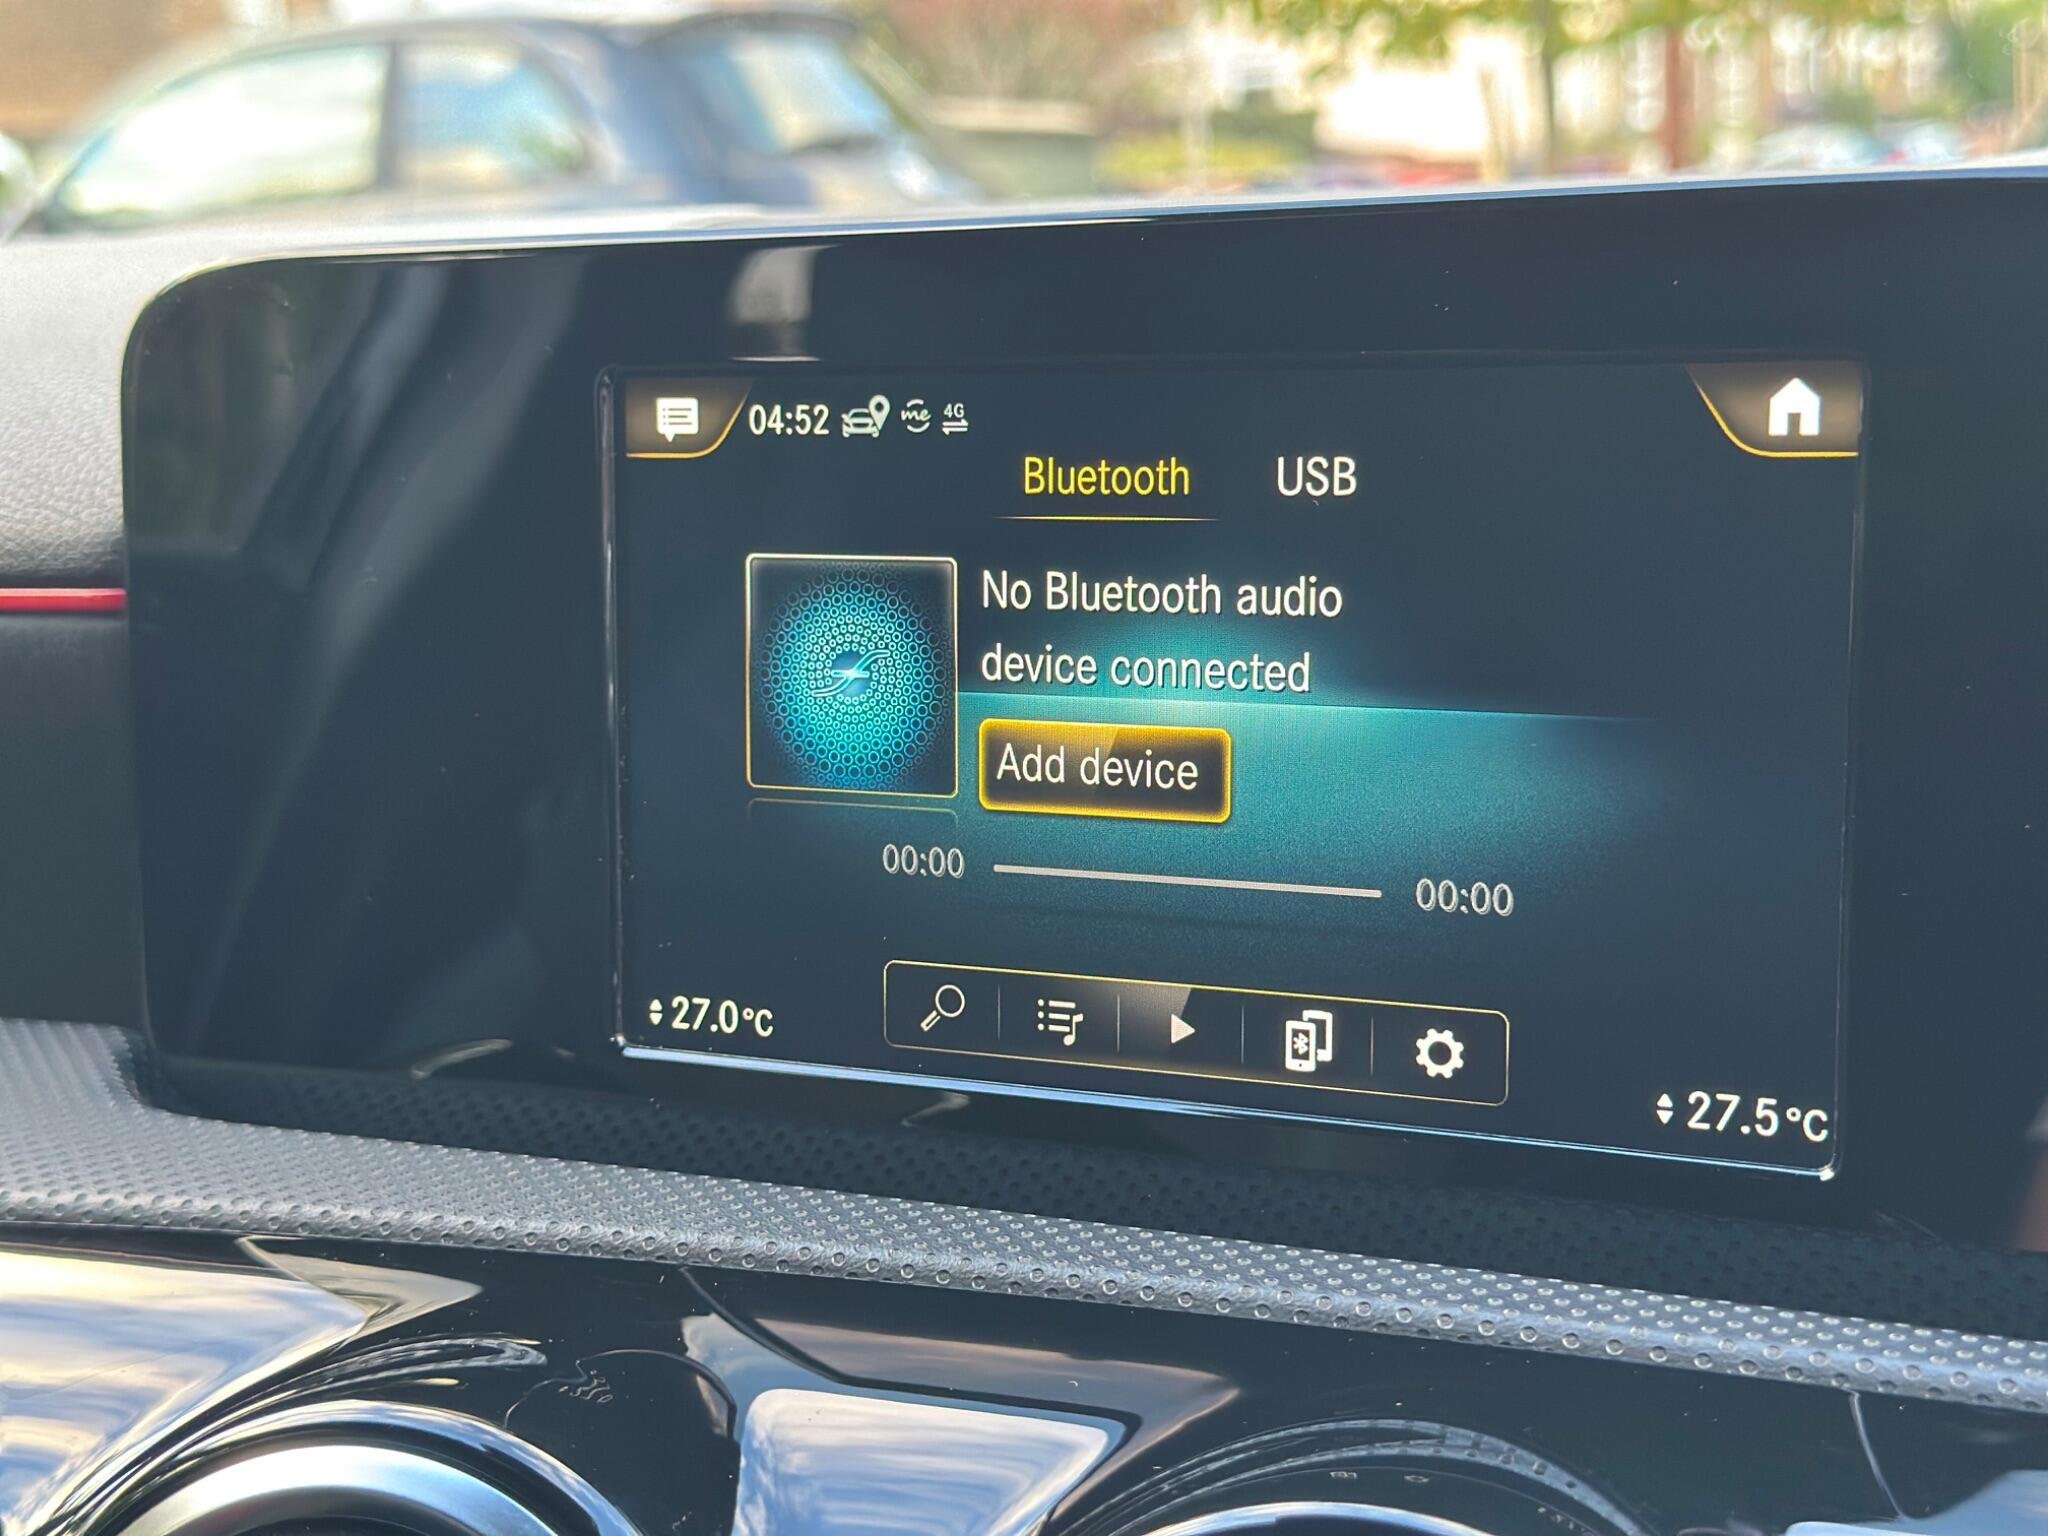 04:52 me 4G
Bluetooth USB
No Bluetooth audio
device connected
Add device
00:00 00:00
27.0°C
27.5°C